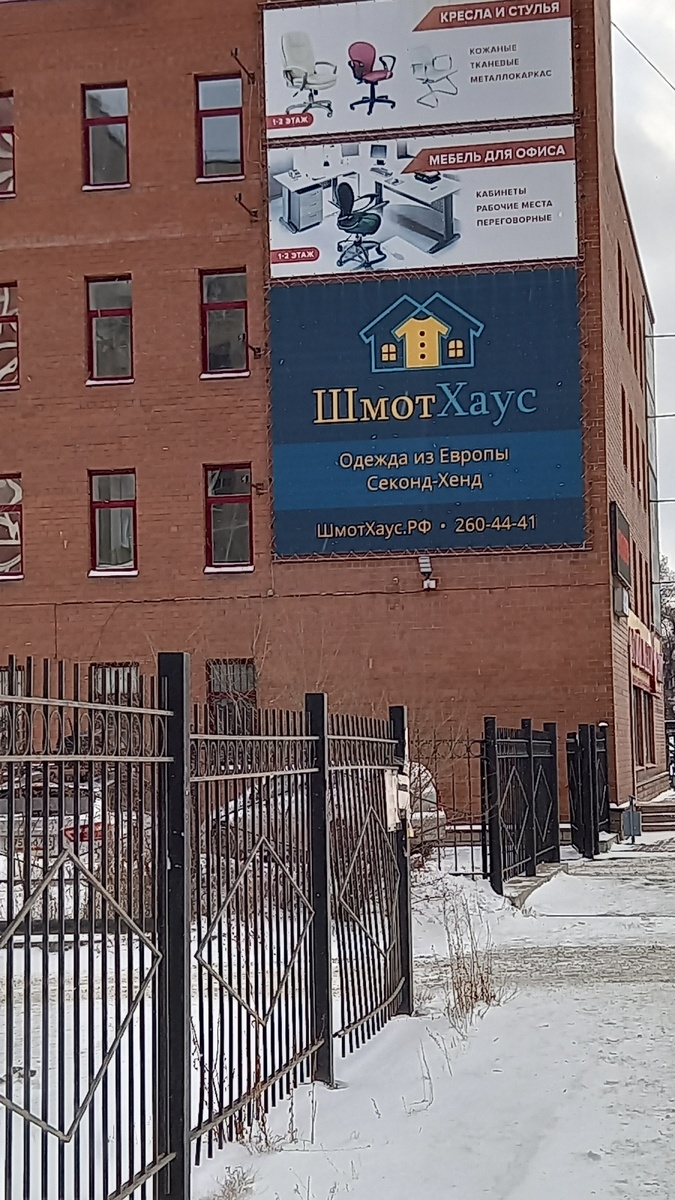 КРЕСЛА И СТУЛЬЯ
КОЖАНЫЕ
ТКАНЕВЫЕ
МЕТАЛЛОКАРКАС
1-2 ЭТАЖ
МЕБЕЛЬ ДЛЯ ОФИСА
КАБИНЕТЫ
РАБОЧИЕ МЕСТА
ПЕРЕГОВОРНЫЕ
1-2 ЭТАЖ
ШмотХаус
Одежда из Европы
Секонд-Хенд
ШмотХаус.РФ • 260-44-41